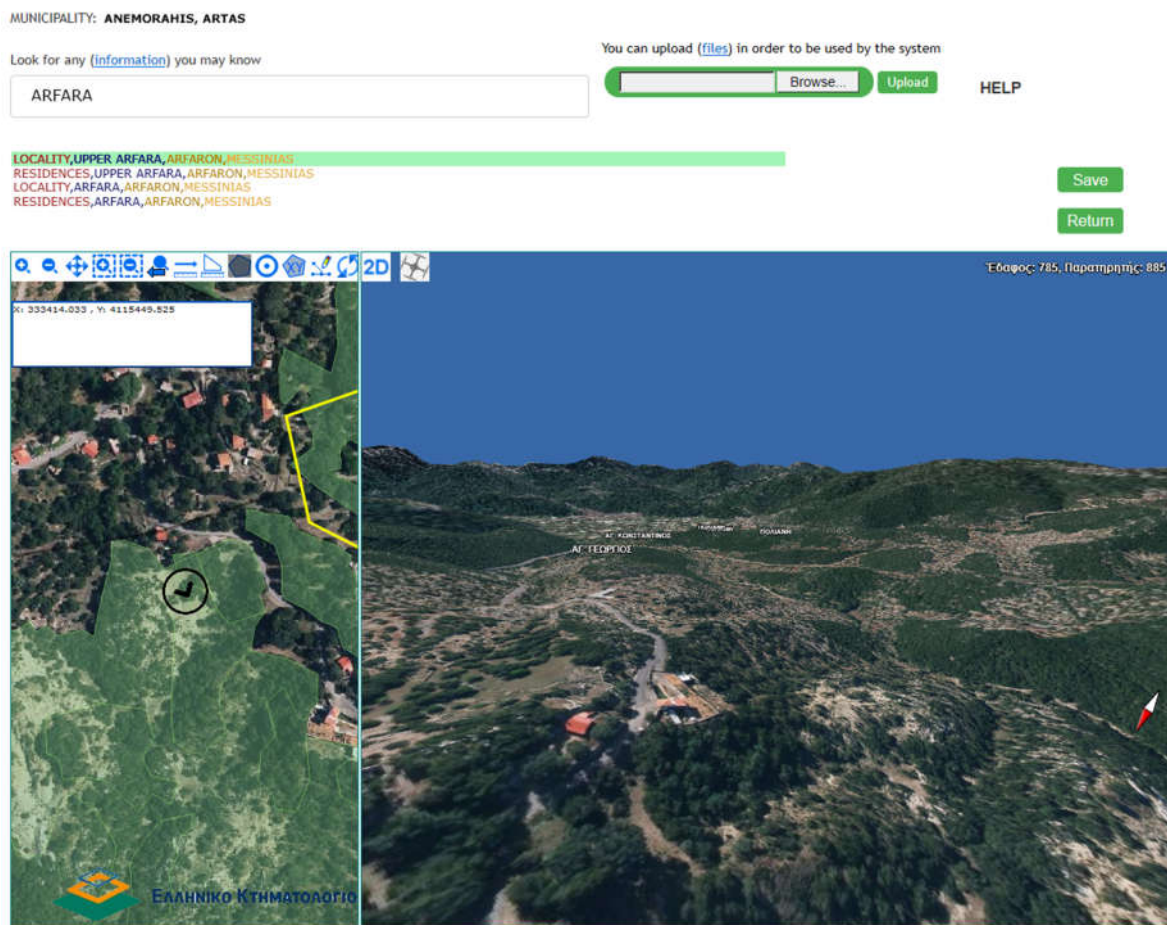 MUNICIPALITY: ANEMORAHIS, ARTAS
Look for any (information) you may know
You can upload (files) in order to be used by the system
ARFARA
Browse...
Upload
HELP
LOCALITY,UPPER ARFARA,ARFARON,MESSINIAS
RESIDENCES,UPPER ARFARA,ARFARON,MESSINIAS
LOCALITY,ARFARA,ARFARON,MESSINIAS
RESIDENCES,ARFARA,ARFARON,MESSINIAS
Save
Return
XY
2D
Έδαφος: 785, Παρατηρητής: 885
X: 333414.033 , Y: 4115449.525
ΑΓ ΚΩΝΣΤΑΝΤΙΝΟΣ
ΠΟΛΙΑΝΗ
ΑΓ ΓΕΩΡΓΙΟΣ
ΕΛΛΗΝΙΚΟ ΚΤΗΜΑΤΟΛΟΓΙΟ